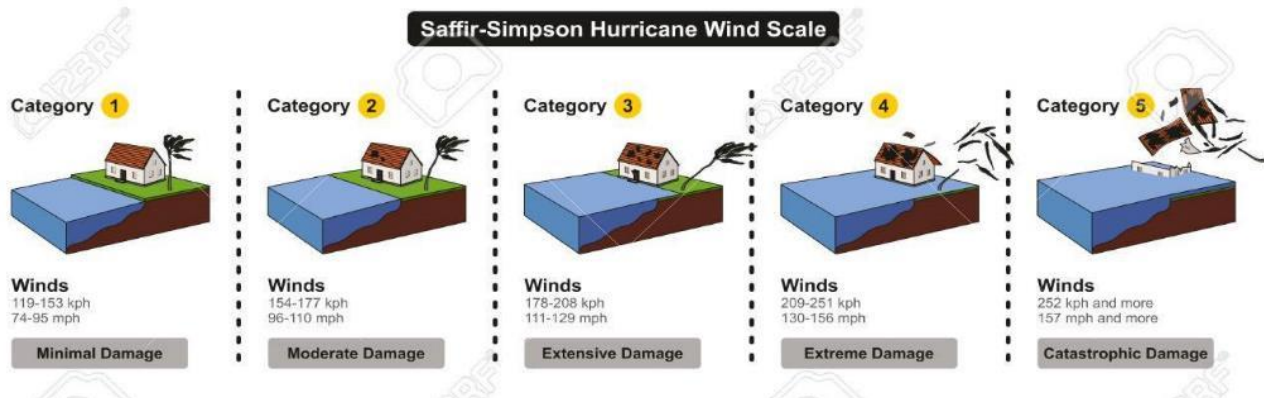 Saffir-Simpson Hurricane Wind Scale
Category 1
Winds
119-153 kph
74-95 mph
Minimal Damage
Category 2
Winds
154-177 kph
96-110 mph
Moderate Damage
Category 3
Winds
178-208 kph
111-129 mph
Extensive Damage
Category 4
Winds
209-251 kph
130-156 mph
Extreme Damage
Category 5
Winds
252 kph and more
157 mph and more
Catastrophic Damage
123RF